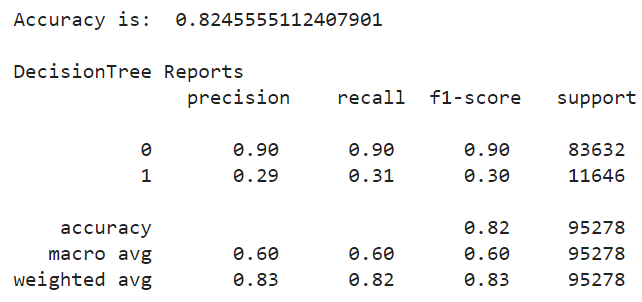 Accuracy is:  0.8245555112407901
DecisionTree Reports
precision    recall  f1-score   support
0       0.90      0.90      0.90     83632
1       0.29      0.31      0.30     11646
accuracy                           0.82     95278
macro avg       0.60      0.60      0.60     95278
weighted avg       0.83      0.82      0.83     95278